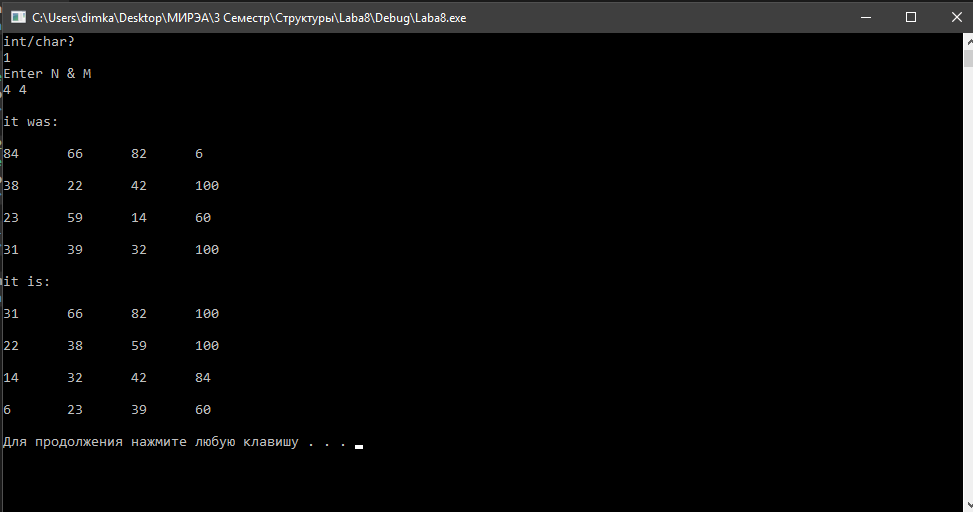 C:\Users\dimka\Desktop\МИРЭА\3 Семестр\Структуры\Laba8\Debug\Laba8.exe
int/char?
1
Enter N & M
4 4
it was:
84 66 82 6
38 22 42 100
23 59 14 60
31 39 32 100
it is:
31 66 82 100
22 38 59 100
14 32 42 84
6 23 39 60
Для продолжения нажмите любую клавишу . . .